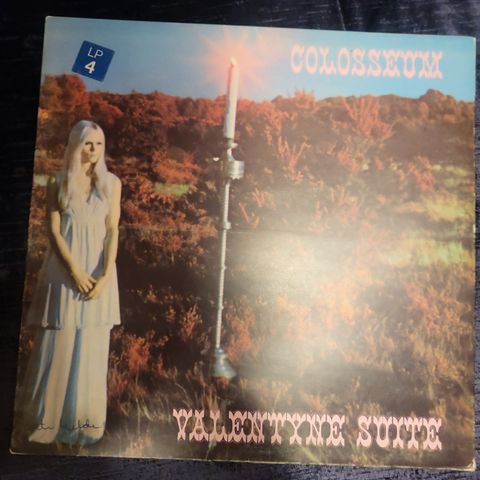 LP
4
COLOSSEUM
VALENTYNE SUITE